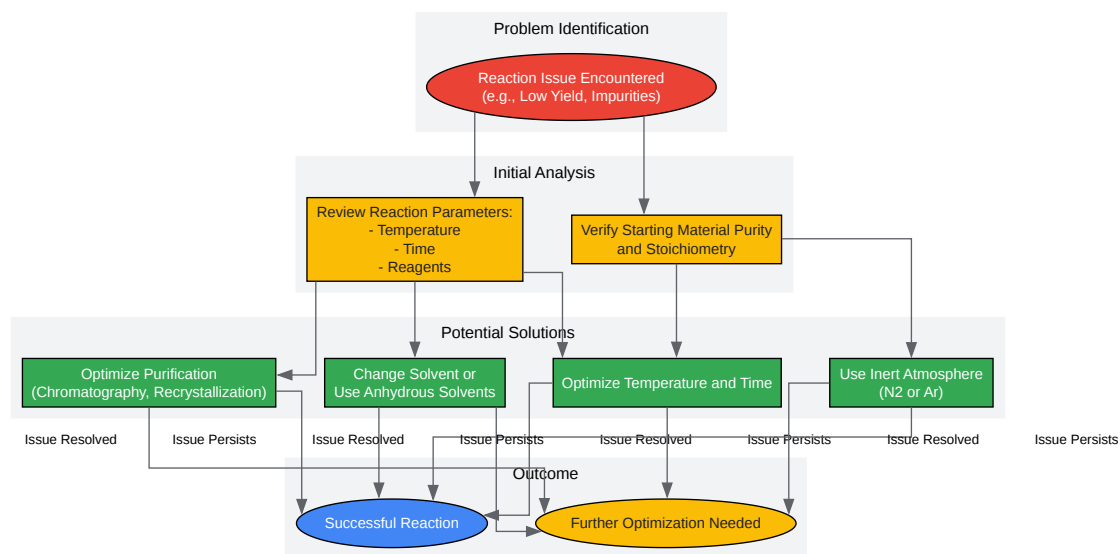 Problem Identification
Reaction Issue Encountered
(e.g., Low Yield, Impurities)
Initial Analysis
Review Reaction Parameters:
- Temperature
- Time
- Reagents
Verify Starting Material Purity
and Stoichiometry
Potential Solutions
Optimize Purification
(Chromatography, Recrystallization)
Change Solvent or
Use Anhydrous Solvents
Optimize Temperature and Time
Use Inert Atmosphere
(N2 or Ar)
Issue Resolved
Issue Persists
Issue Resolved
Issue Persists
Issue Resolved
Issue Persists
Issue Resolved
Issue Persists
Outcome
Successful Reaction
Further Optimization Needed